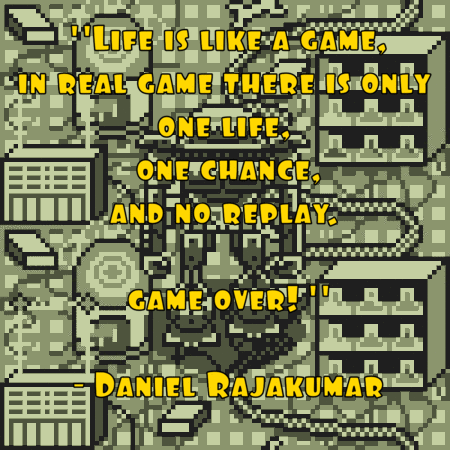 "Life is like a game,
in real game there is only
one life,
one chance,
and no replay.
game over! "
- Daniel Rajakumar